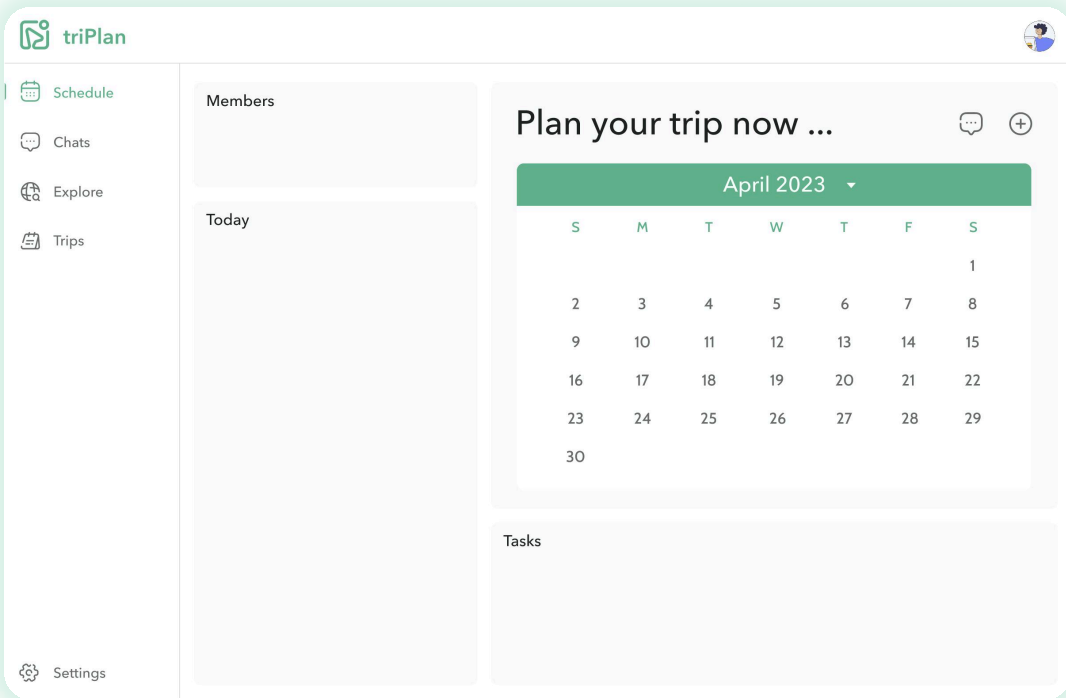 triPlan
Schedule
Chats
Explore
Trips
Settings
Members
Today
Plan your trip now ...
April 2023
S M T W T F S
1
2 3 4 5 6 7 8
9 10 11 12 13 14 15
16 17 18 19 20 21 22
23 24 25 26 27 28 29
30
Tasks